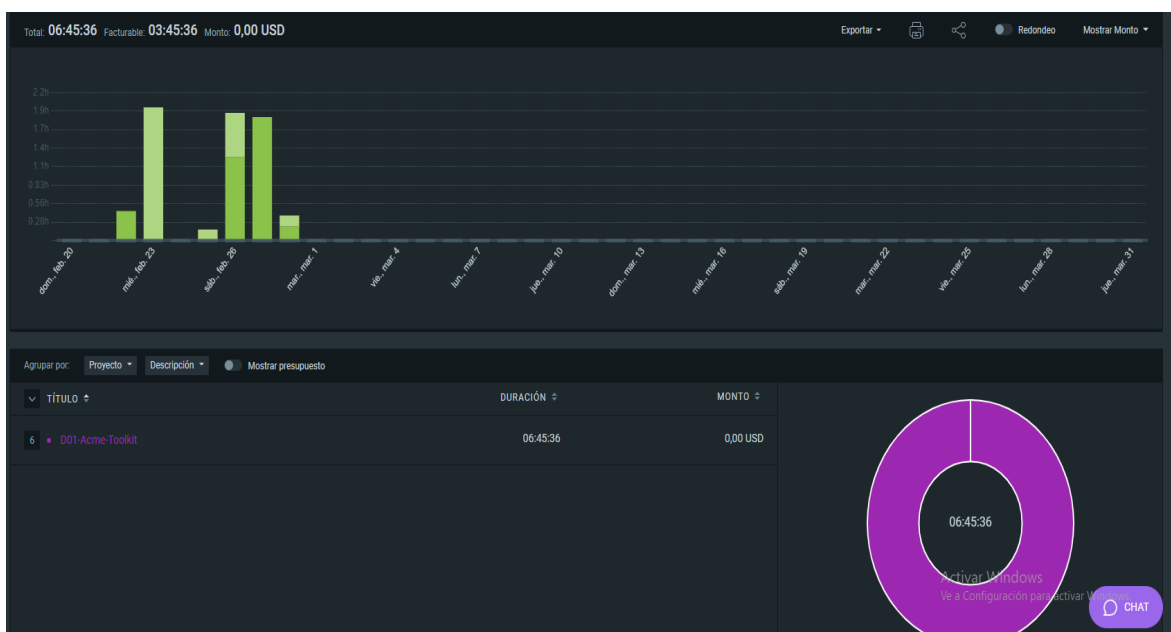 Total: 06:45:36 Facturable: 03:45:36 Monto: 0,00 USD
Exportar Redondeo Mostrar Monto
2.2h
1.9h
1.7h
1.4h
1.1h
0.83h
0.56h
0.28h
dom., feb. 20
mié., feb. 23
sáb., feb. 26
mar., mar. 1
vie., mar. 4
lun., mar. 7
jue., mar. 10
dom., mar. 13
mié., mar. 16
sáb., mar. 19
mar., mar. 22
vie., mar. 25
lun., mar. 28
jue., mar. 31
Agrupar por: Proyecto Descripción Mostrar presupuesto
TÍTULO DURACIÓN MONTO
6 D01-Acme-Toolkit 06:45:36 0,00 USD
06:45:36
Activar Windows
Ve a Configuración para activar Windows.
CHAT